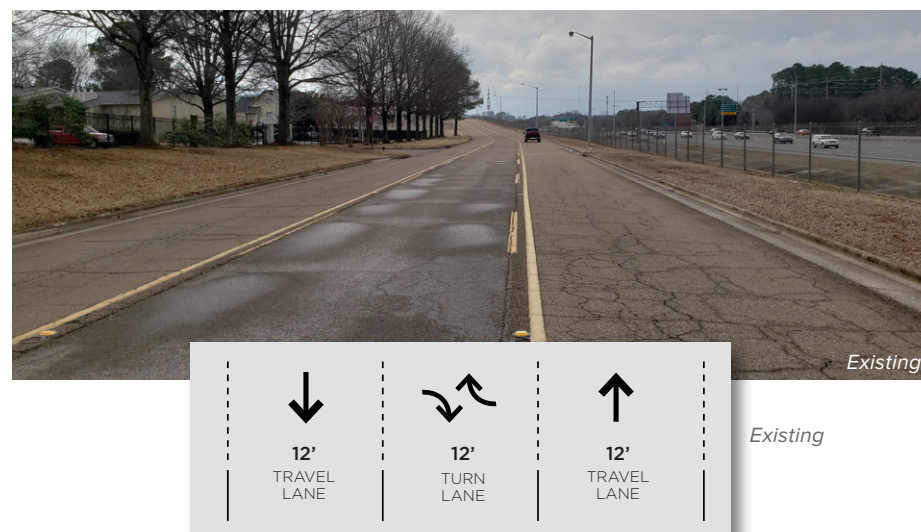 Existing
12’
TRAVEL
LANE
12’
TURN
LANE
12’
TRAVEL
LANE
Existing